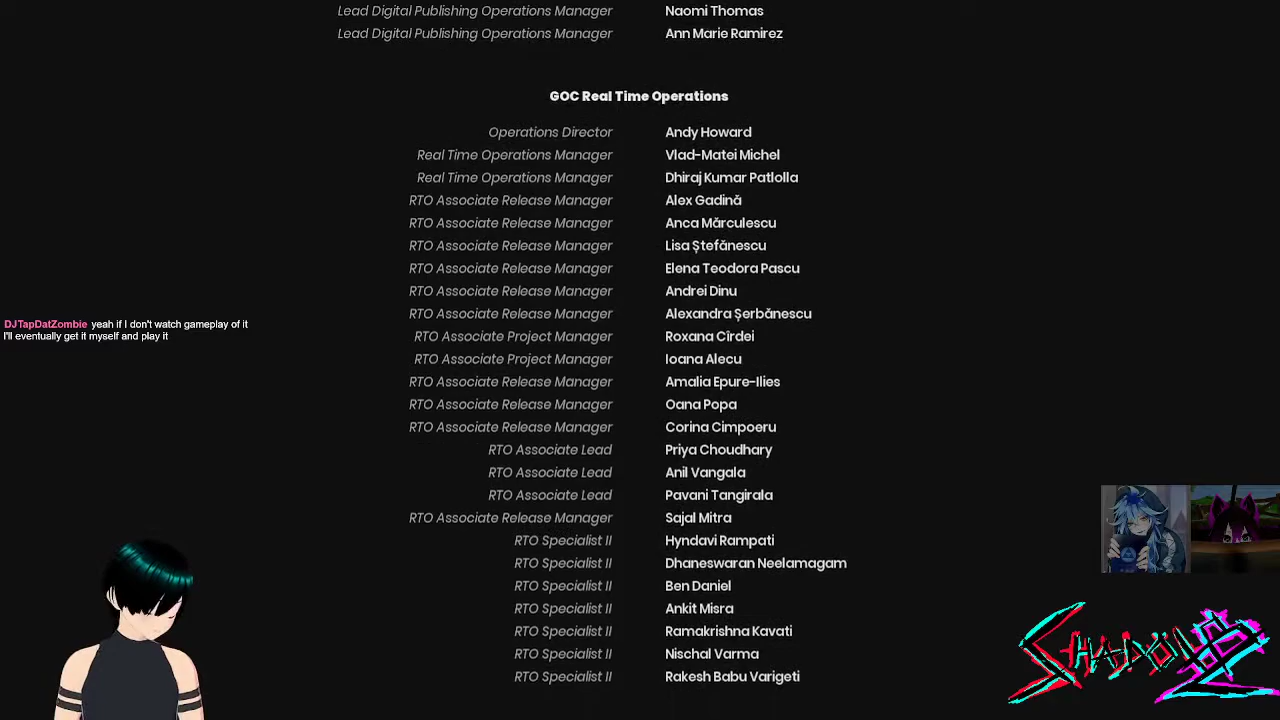 Lead Digital Publishing Operations Manager Naomi Thomas
Lead Digital Publishing Operations Manager Ann Marie Ramirez
GOC Real Time Operations
Operations Director Andy Howard
Real Time Operations Manager Vlad-Matei Michel
Real Time Operations Manager Dhiraj Kumar Patlolla
RTO Associate Release Manager Alex Gadină
RTO Associate Release Manager Anca Mărculescu
RTO Associate Release Manager Lisa Ștefănescu
RTO Associate Release Manager Elena Teodora Pascu
RTO Associate Release Manager Andrei Dinu
RTO Associate Release Manager Alexandra Șerbănescu
RTO Associate Project Manager Roxana Cîrdei
RTO Associate Project Manager Ioana Alecu
RTO Associate Release Manager Amalia Epure-Ilies
RTO Associate Release Manager Oana Popa
RTO Associate Release Manager Corina Cimpoeru
RTO Associate Lead Priya Choudhary
RTO Associate Lead Anil Vangala
RTO Associate Lead Pavani Tangirala
RTO Associate Release Manager Sajal Mitra
RTO Specialist II Hyndavi Rampati
RTO Specialist II Dhaneswaran Neelamagam
RTO Specialist II Ben Daniel
RTO Specialist II Ankit Misra
RTO Specialist II Ramakrishna Kavati
RTO Specialist II Nischal Varma
RTO Specialist II Rakesh Babu Varigeti
DJTapDatZombie yeah if I don't watch gameplay of it
I'll eventually get it myself and play it